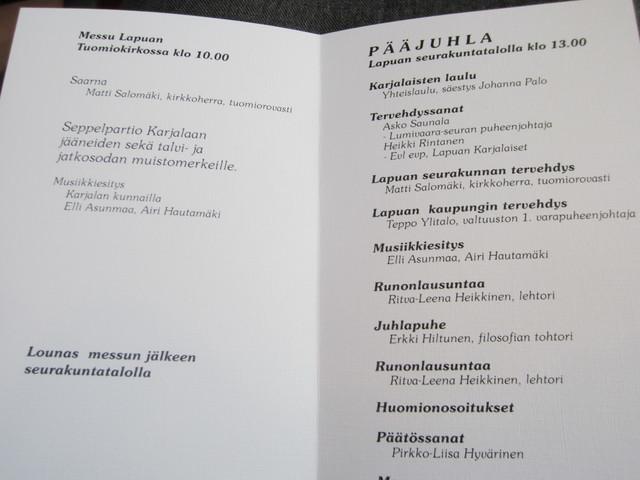 Messu Lapuan
Tuomiokirkossa klo 10.00
Saarna
Matti Salomäki, kirkkoherra, tuomiorovasti
Seppelpartio Karjalaan
jääneiden sekä talvi- ja
jatkosodan muistomerkeille.
Musiikkiesitys
Karjalan kunnailla
Elli Asunmaa, Airi Hautamäki
Lounas messun jälkeen
seurakuntatalolla
PÄÄJUHLA
Lapuan seurakuntatalolla klo 13.00
Karjalaisten laulu
Yhteislaulu, säestys Johanna Palo
Tervehdyssanat
Asko Saunala
- Lumivaara-seuran puheenjohtaja
Heikki Rintanen
- Evl evp, Lapuan Karjalaiset
Lapuan seurakunnan tervehdys
Matti Salomäki, kirkkoherra, tuomiorovasti
Lapuan kaupungin tervehdys
Teppo Ylitalo, valtuuston 1. varapuheenjohtaja
Musiikkiesitys
Elli Asunmaa, Airi Hautamäki
Runonlausuntaa
Ritva-Leena Heikkinen, lehtori
Juhlapuhe
Erkki Hiltunen, filosofian tohtori
Runonlausuntaa
Ritva-Leena Heikkinen, lehtori
Huomionosoitukset
Päätössanat
Pirkko-Liisa Hyvärinen